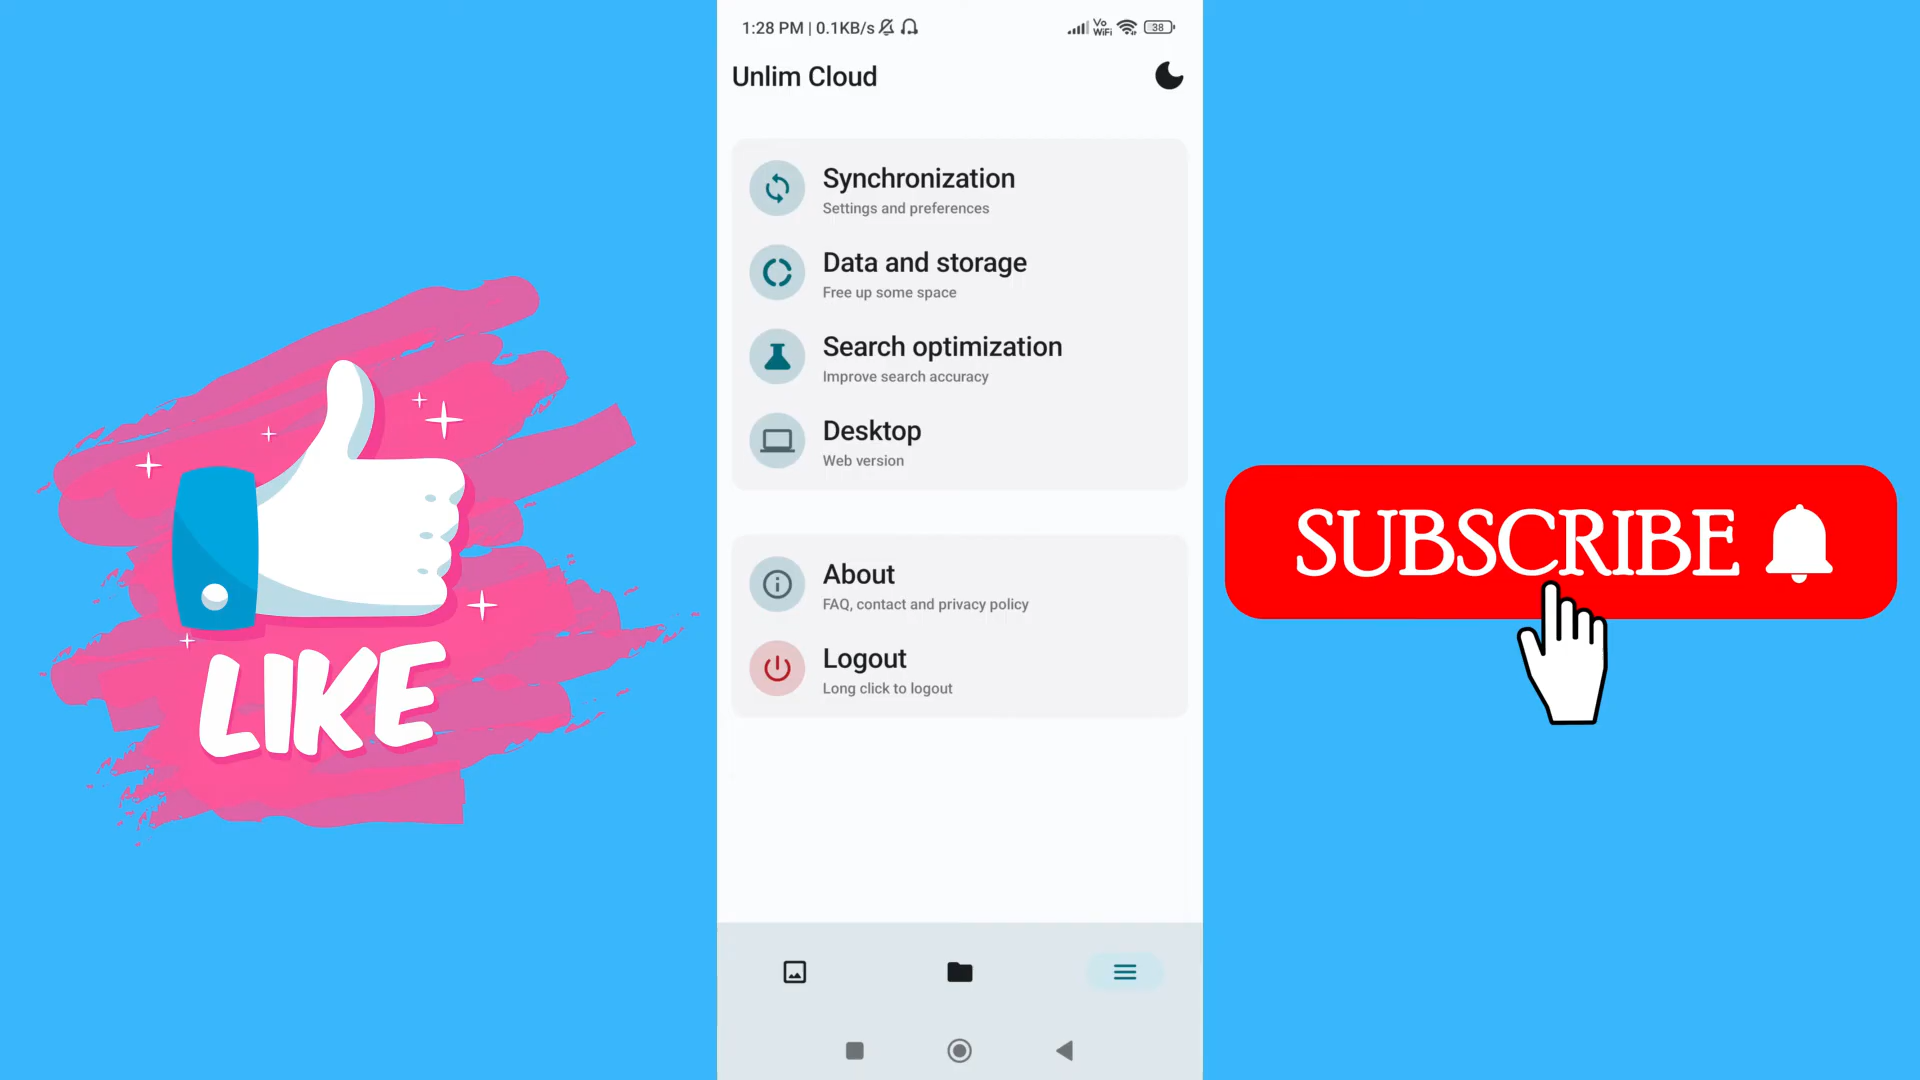 1:28 PM | 0.1KB/s
Vo
WiFi
38
Unlim Cloud
Synchronization
Settings and preferences
Data and storage
Free up some space
Search optimization
Improve search accuracy
Desktop
Web version
About
FAQ, contact and privacy policy
Logout
Long click to logout
LIKE
SUBSCRIBE